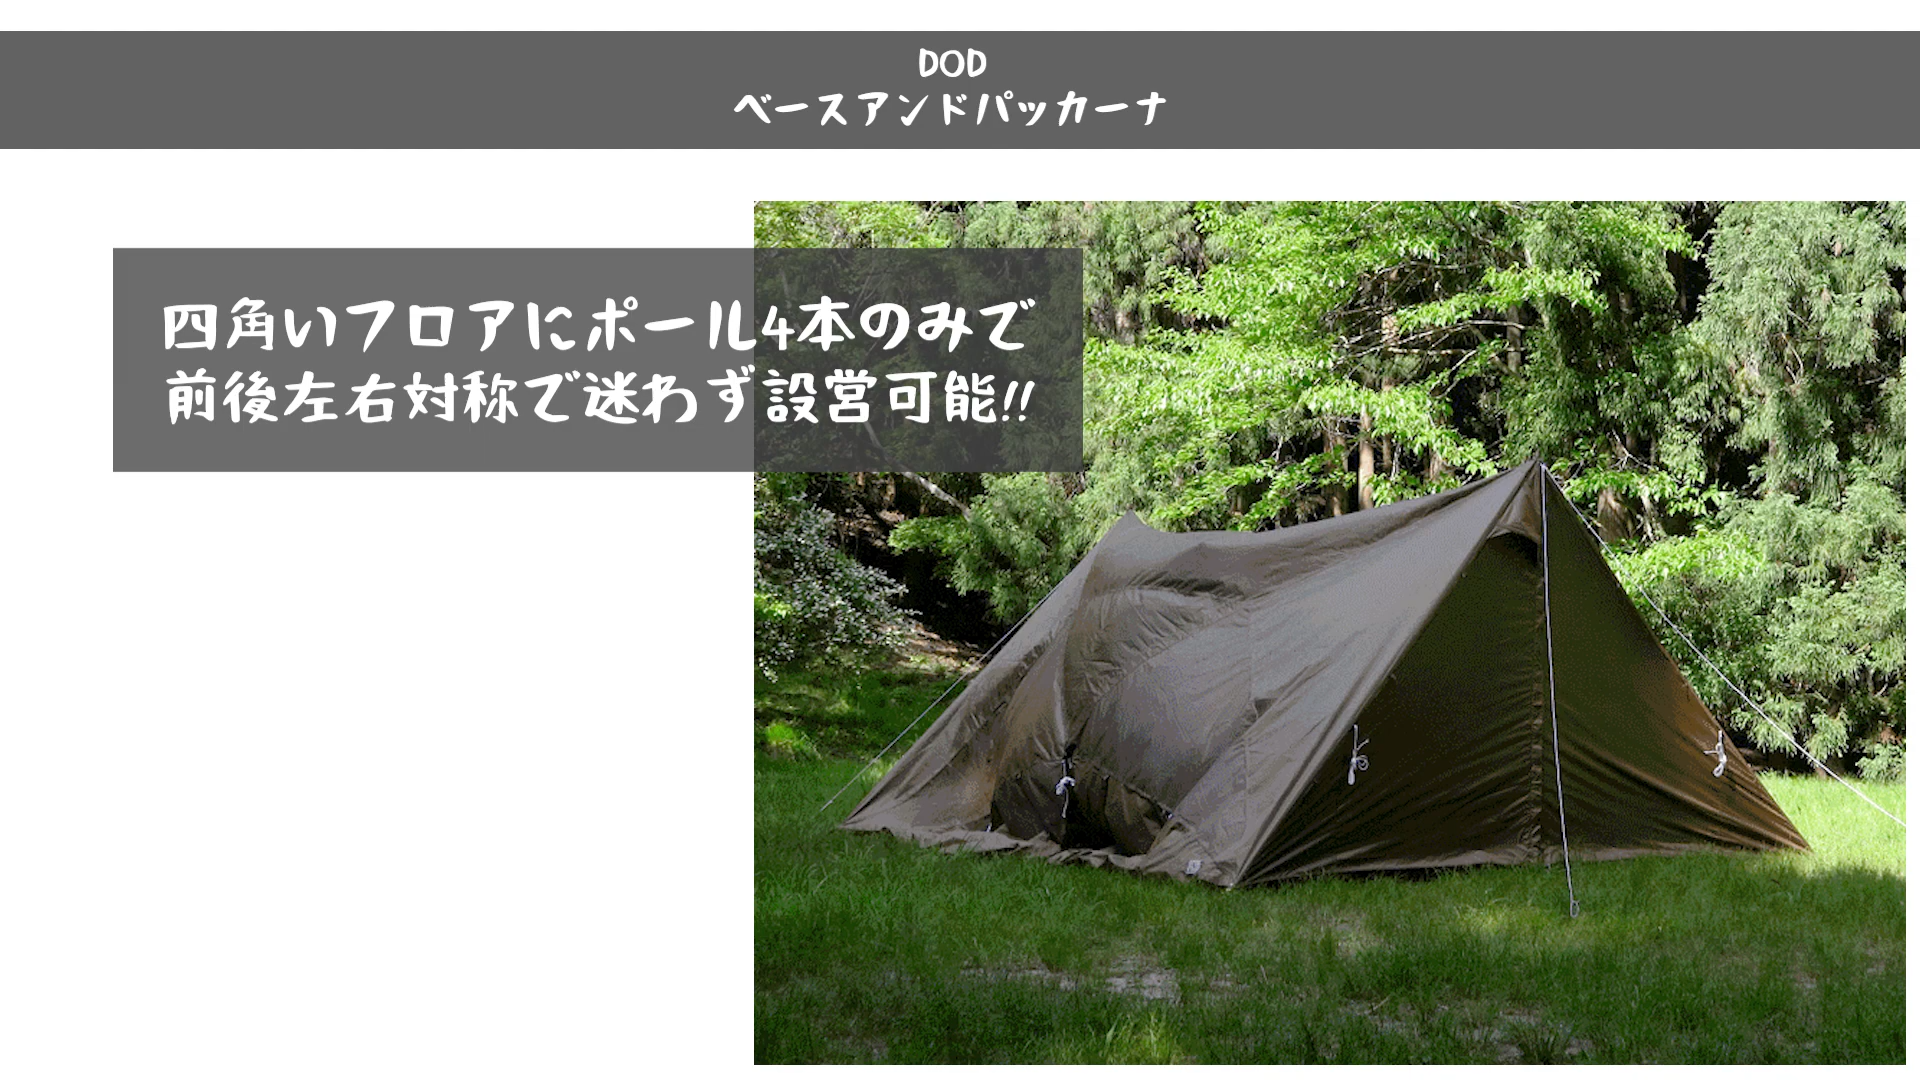 DOD
ベースアンドパッカーナ
四角いフロアにポール4本のみで
前後左右対称で迷わず設営可能!!